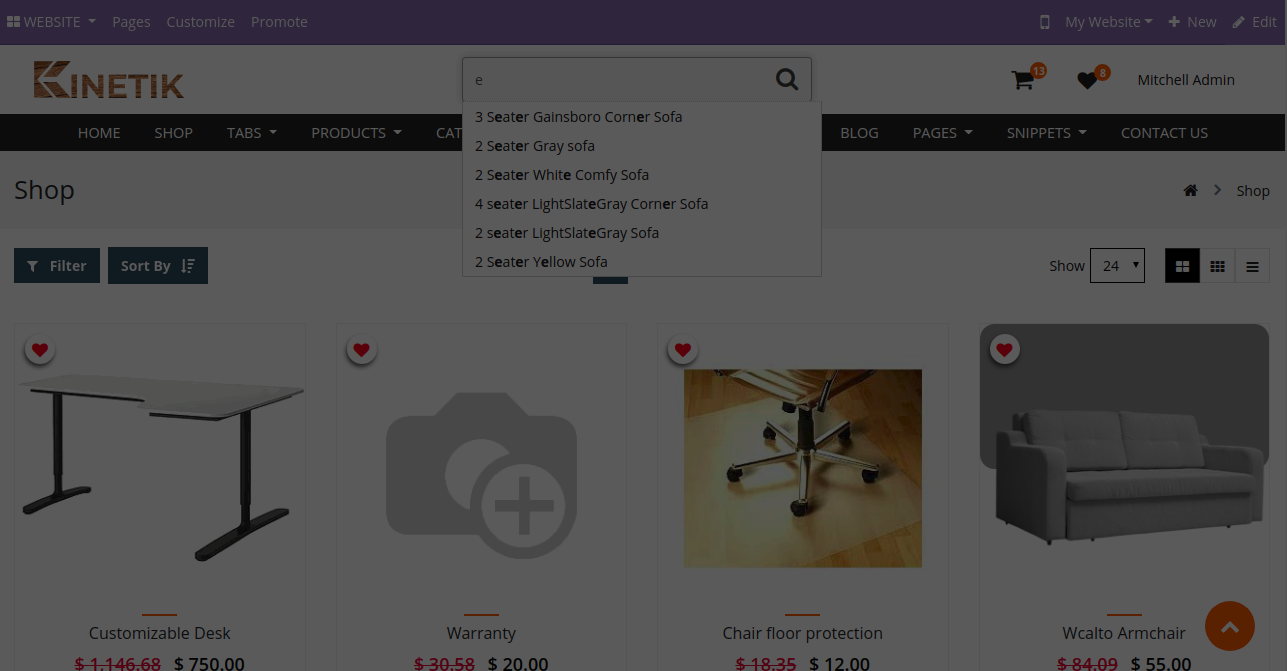 WEBSITE Pages Customize Promote My Website New Edit
KINETIK e 13 8 Mitchell Admin
3 Seater Gainsboro Corner Sofa
HOME SHOP TABS PRODUCTS CAT BLOG PAGES SNIPPETS CONTACT US
2 Seater Gray sofa
2 Seater White Comfy Sofa
Shop Shop
4 seater LightSlateGray Corner Sofa
2 seater LightSlateGray Sofa
2 Seater Yellow Sofa
Filter Sort By Show 24
Customizable Desk Warranty Chair floor protection Wcalto Armchair
$ 1,146.68 $ 750.00 $ 30.58 $ 20.00 $ 18.35 $ 12.00 $ 84.09 $ 55.00